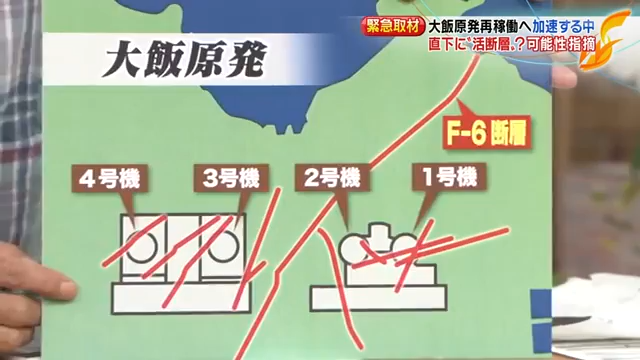 緊急取材
大飯原発再稼働へ加速する中
直下に"活断層"?可能性指摘
大飯原発
F-6断層
4号機
3号機
2号機
1号機